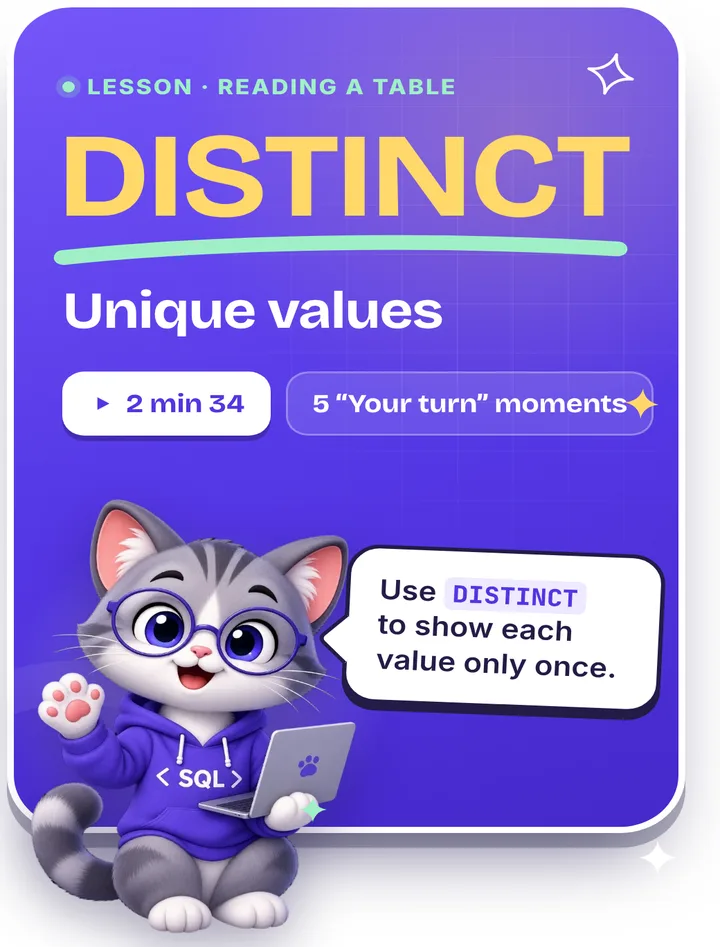 LESSON · READING A TABLE
DISTINCT
Unique values
2 min 34
5 “Your turn” moments
Use DISTINCT
to show each
value only once.
< SQL >